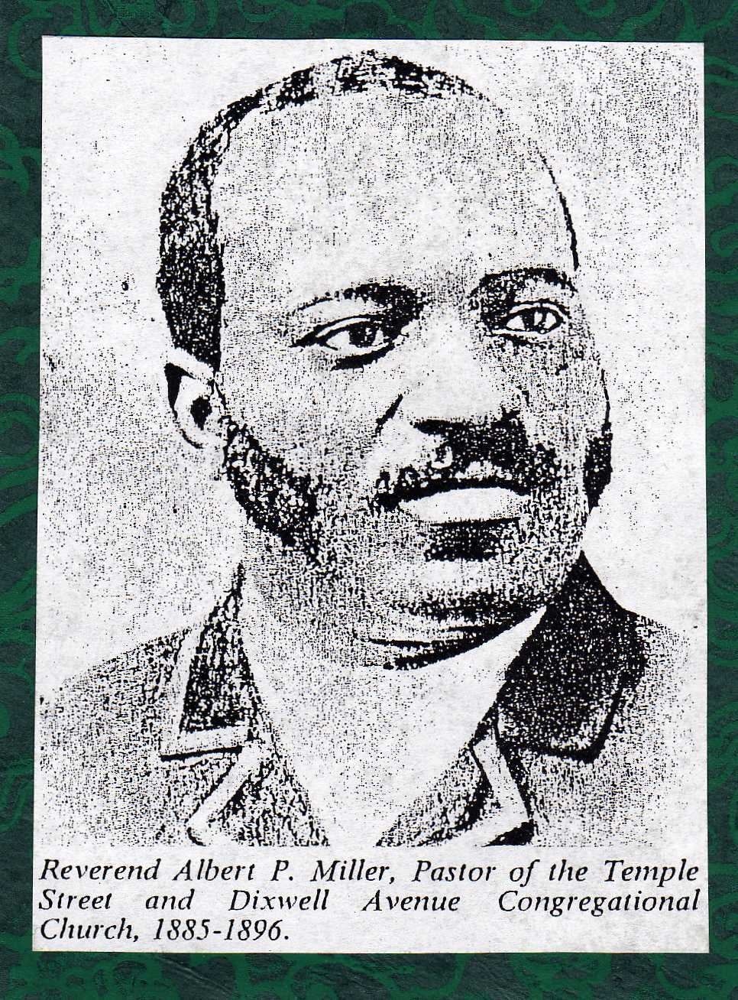 Reverend Albert P. Miller, Pastor of the Temple
Street and Dixwell Avenue Congregational
Church, 1885-1896.